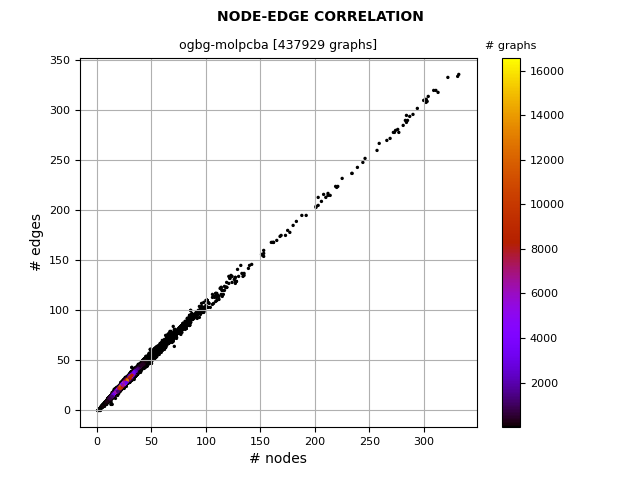 NODE-EDGE CORRELATION
ogbg-molpcba [437929 graphs]
# graphs
350
300
250
200
150
100
50
0
# edges
0 50 100 150 200 250 300
# nodes
16000
14000
12000
10000
8000
6000
4000
2000